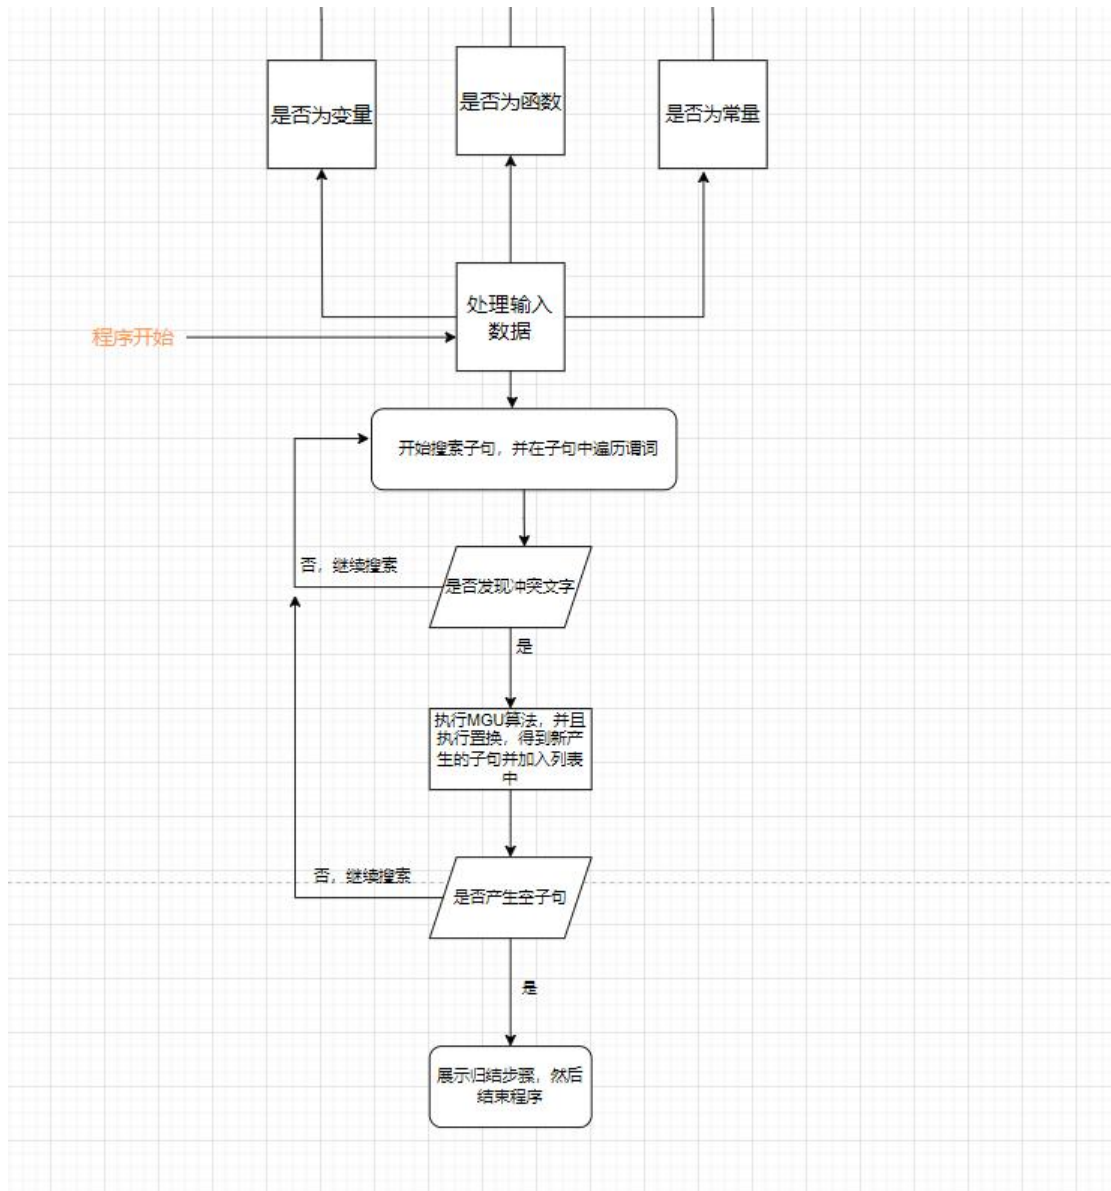 是否为变量
是否为函数
是否为常量
处理输入
数据
程序开始
开始搜索子句，并在子句中遍历谓词
否，继续搜索
是否发现冲突文字
是
执行MGU算法，并且
执行置换，得到新产
生的子句并加入列表
中
否，继续搜索
是否产生空子句
是
展示归结步骤，然后
结束程序